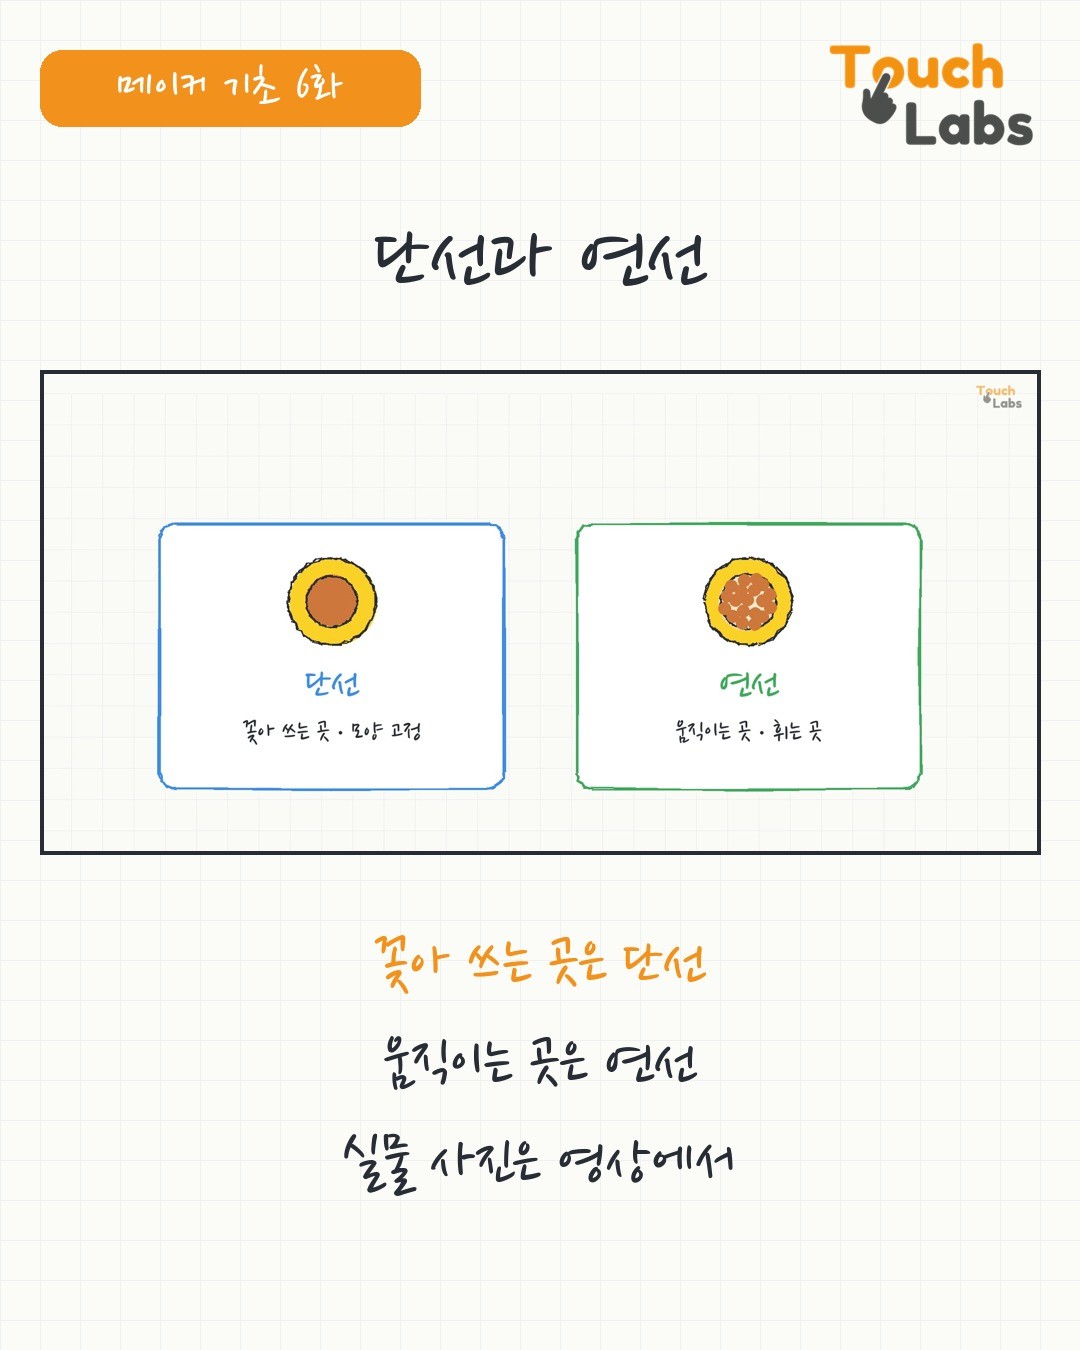 메이커 기초 6화
Touch
Labs
단선과 연선
Touch
Labs
단선
꽂아 쓰는 곳 · 모양 고정
연선
움직이는 곳 · 휘는 곳
꽂아 쓰는 곳은 단선
움직이는 곳은 연선
실물 사진은 영상에서